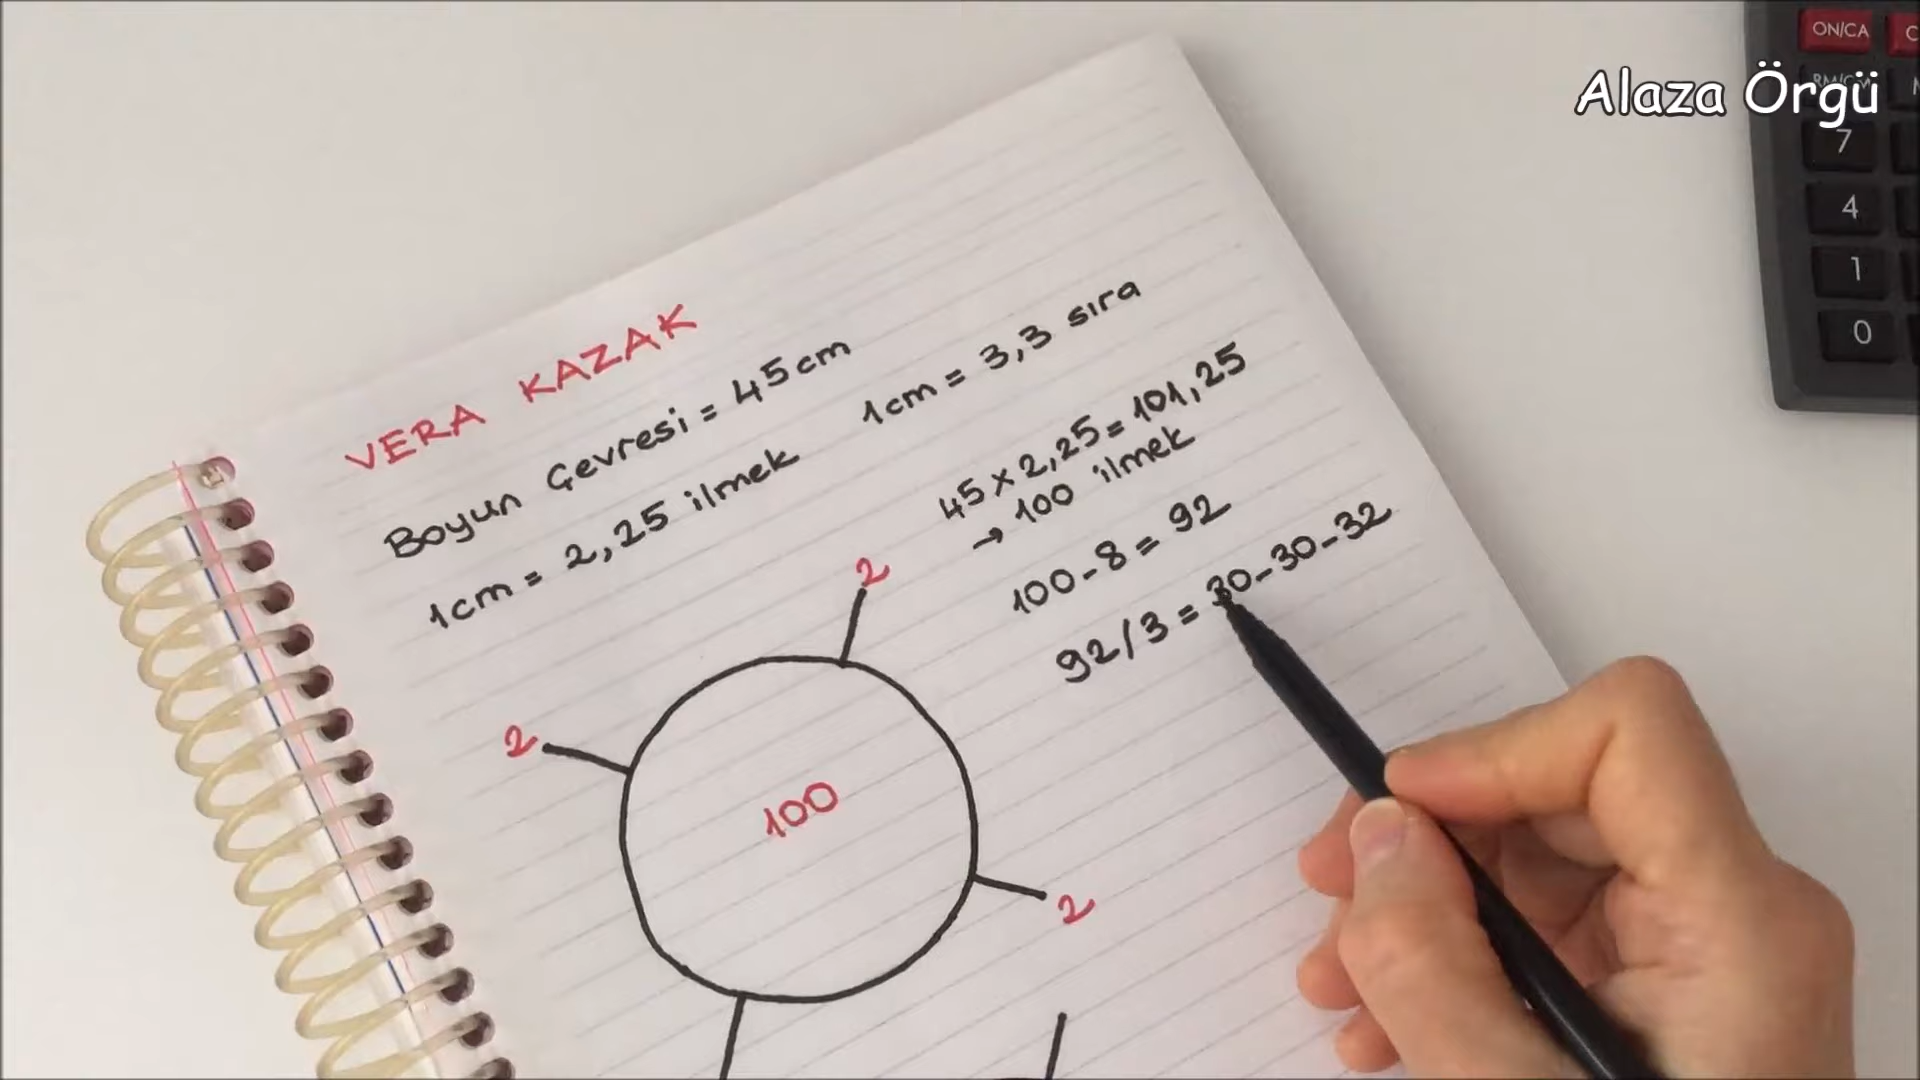 Alaza Örgü
ON/CA
7
4
1
0
VERA KAZAK
Boyun Çevresi = 45cm
1cm = 2,25 ilmek 1cm = 3,3 sıra
45 x 2,25 = 101,25
→ 100 ilmek
100 - 8 = 92
92/3 = 30 - 30 - 32
2
2
100
2